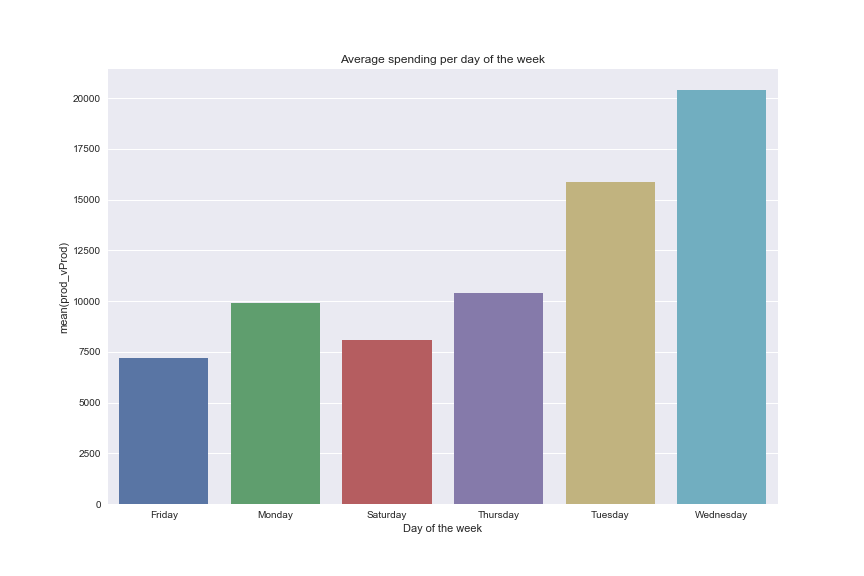 Average spending per day of the week
mean(prod_vProd)
20000
17500
15000
12500
10000
7500
5000
2500
0
Friday Monday Saturday Thursday Tuesday Wednesday
Day of the week